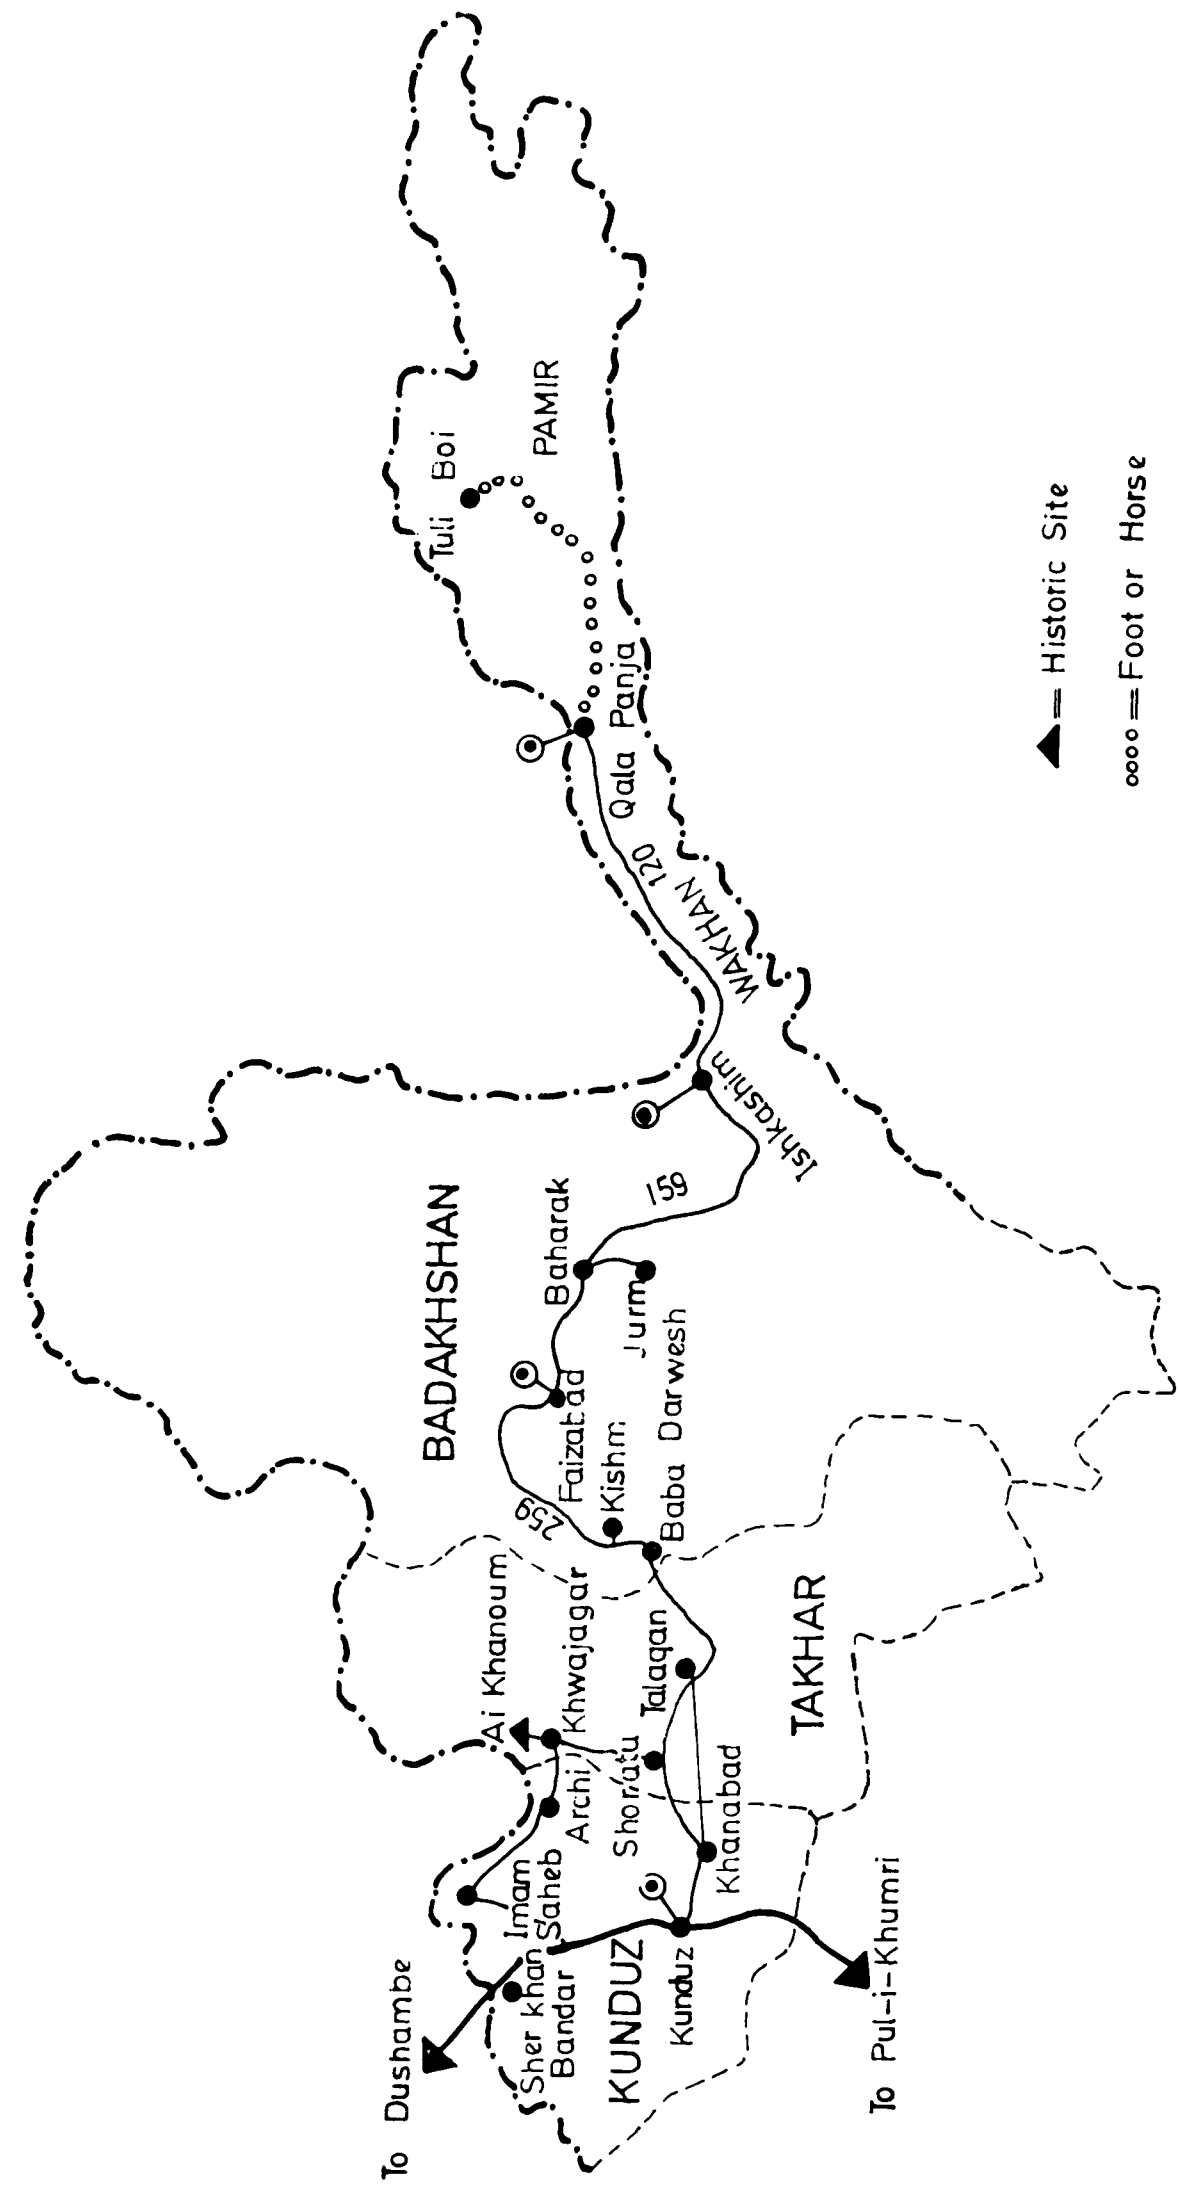 To Dushambe
Sher khan
Bandar
Imam
Saheb
KUNDUZ
Kunduz
To Pul-i-Khumri
Archi
Ai Khanoum
Khwajagar
Shoratu
Khanabad
Talaqan
TAKHAR
BADAKHSHAN
259
Kishm
Baba Darwesh
Faizabad
Baharak
Jurm
159
Ishkashim
WAKHAN
120
Qala Panja
Tuli Boi
PAMIR
= Historic Site
= Foot or Horse